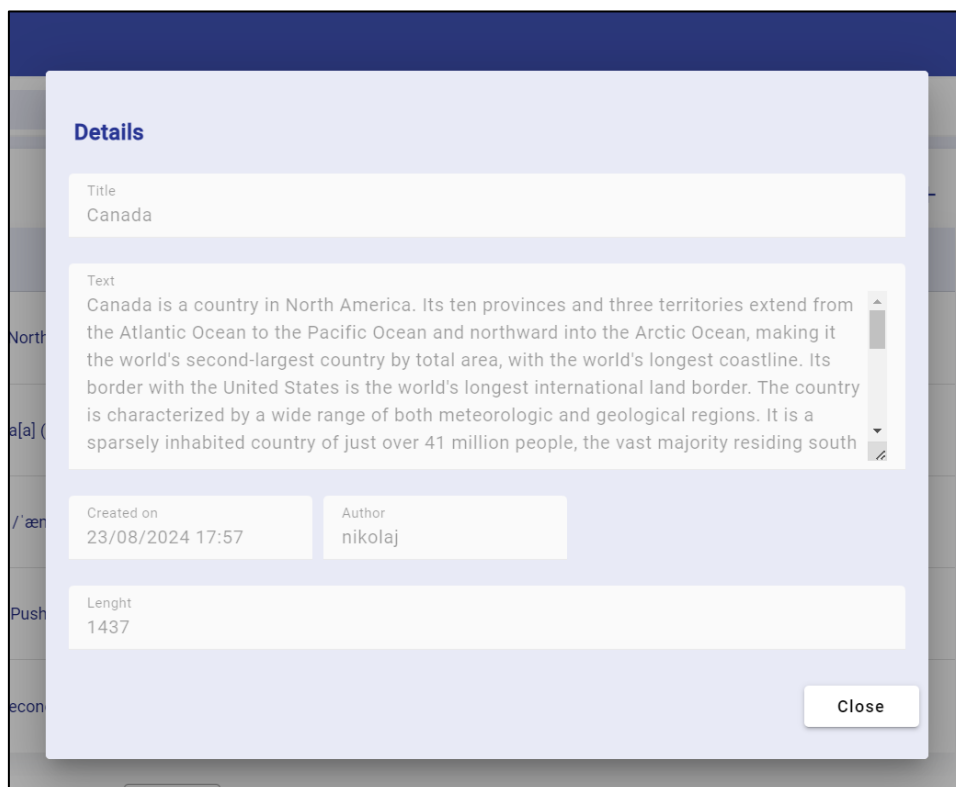 Details
Title
Canada
Text
Canada is a country in North America. Its ten provinces and three territories extend from
the Atlantic Ocean to the Pacific Ocean and northward into the Arctic Ocean, making it
the world's second-largest country by total area, with the world's longest coastline. Its
border with the United States is the world's longest international land border. The country
is characterized by a wide range of both meteorologic and geological regions. It is a
sparsely inhabited country of just over 41 million people, the vast majority residing south
North
a[a] (
/ˈæn
Push
econ
Created on
23/08/2024 17:57
Author
nikolaj
Lenght
1437
Close